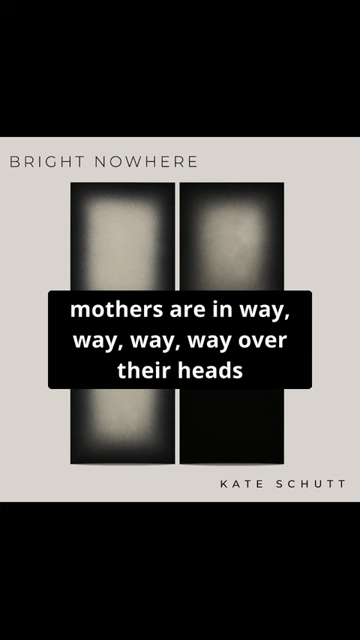 BRIGHT NOWHERE
mothers are in way,
way, way, way over
their heads
KATE SCHUTT